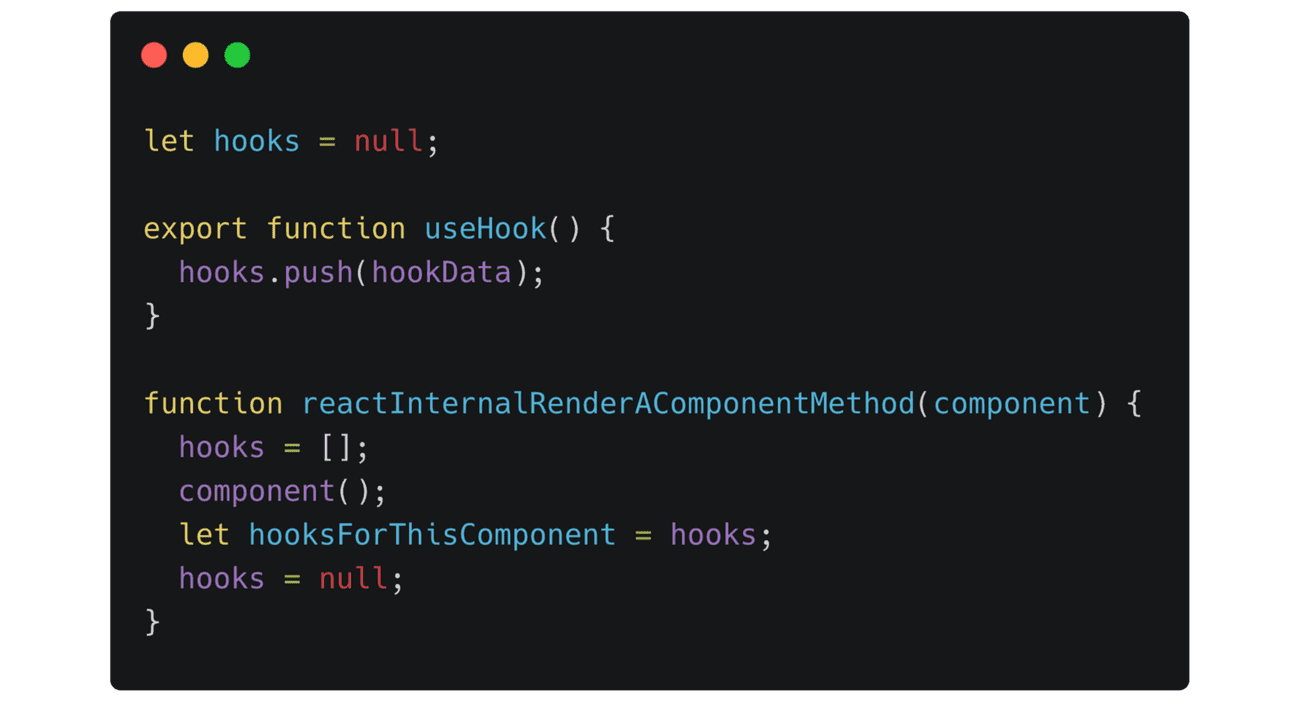 let hooks = null;

export function useHook() {
  hooks.push(hookData);
}

function reactInternalRenderAComponentMethod(component) {
  hooks = [];
  component();
  let hooksForThisComponent = hooks;
  hooks = null;
}